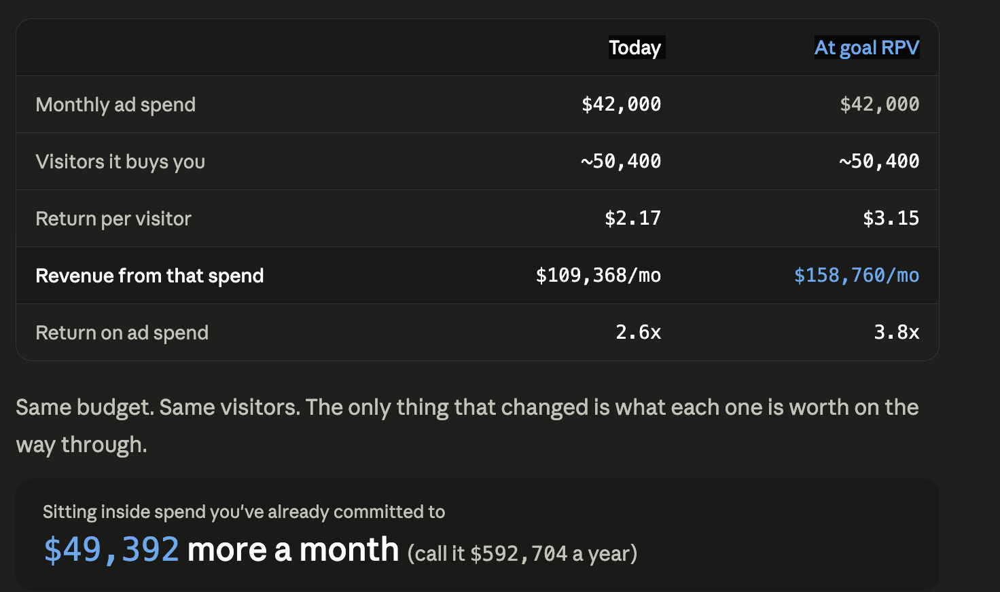 Today At goal RPV
Monthly ad spend $42,000 $42,000
Visitors it buys you ~50,400 ~50,400
Return per visitor $2.17 $3.15
Revenue from that spend $109,368/mo $158,760/mo
Return on ad spend 2.6x 3.8x
Same budget. Same visitors. The only thing that changed is what each one is worth on the
way through.
Sitting inside spend you've already committed to
$49,392 more a month (call it $592,704 a year)